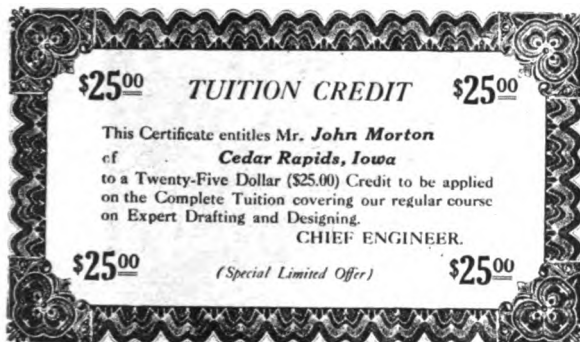 $25.00 TUITION CREDIT $25.00
This Certificate entitles Mr. John Morton
of Cedar Rapids, Iowa
to a Twenty-Five Dollar ($25.00) Credit to be applied
on the Complete Tuition covering our regular course
on Expert Drafting and Designing.
CHIEF ENGINEER.
$25.00 (Special Limited Offer) $25.00